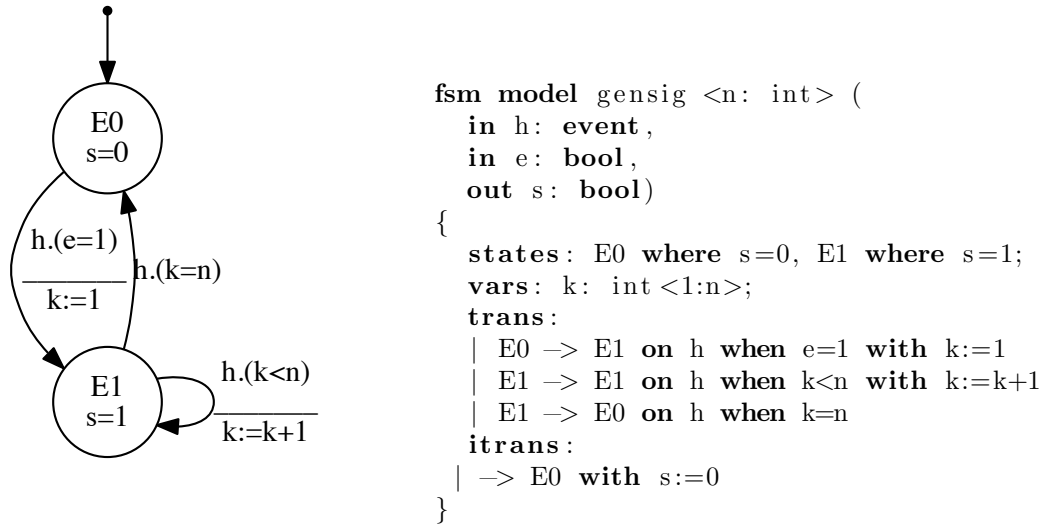 E0
s=0
h.(e=1)
k:=1
h.(k=n)
E1
s=1
h.(k<n)
k:=k+1
fsm model gensig <n: int> (
in h: event,
in e: bool,
out s: bool)
{
states: E0 where s=0, E1 where s=1;
vars: k: int<1:n>;
trans:
| E0 -> E1 on h when e=1 with k:=1
| E1 -> E1 on h when k<n with k:=k+1
| E1 -> E0 on h when k=n
itrans:
| -> E0 with s:=0
}